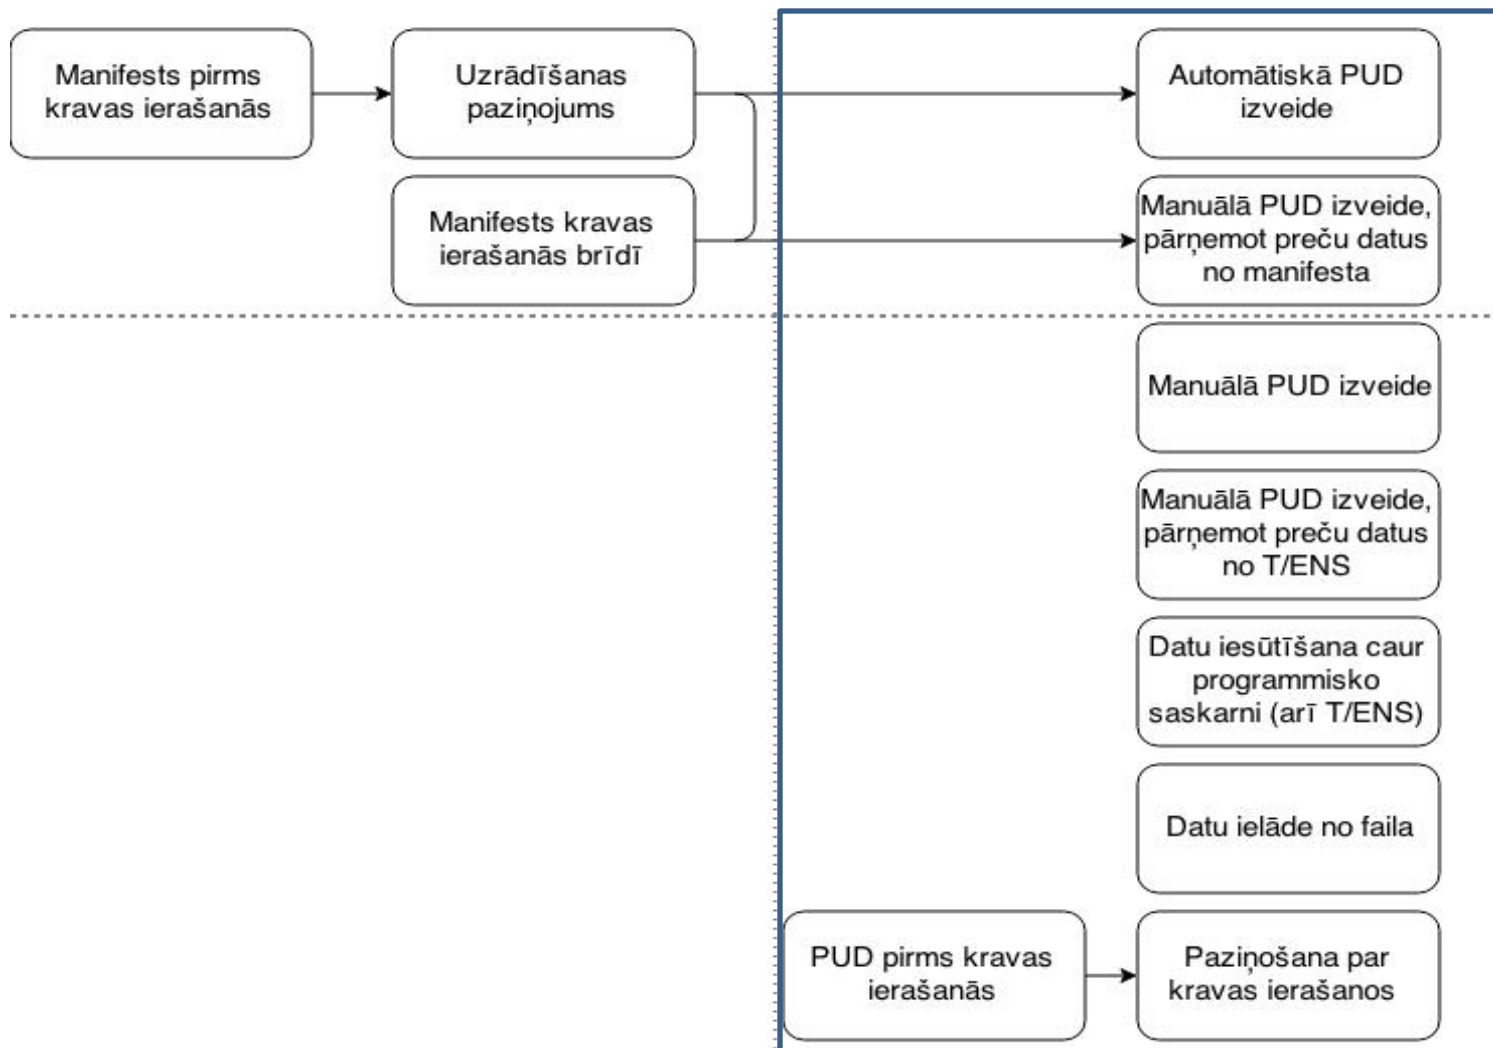 Manifests pirms
kravas ierašanās
Uzrādīšanas
paziņojums
Automātiskā PUD
izveide
Manifests kravas
ierašanās brīdī
Manuālā PUD izveide,
pārņemot preču datus
no manifesta
Manuālā PUD izveide
Manuālā PUD izveide,
pārņemot preču datus
no T/ENS
Datu iesūtīšana caur
programmisko
saskarni (arī T/ENS)
Datu ielāde no faila
PUD pirms kravas
ierašanās
Paziņošana par
kravas ierašanos